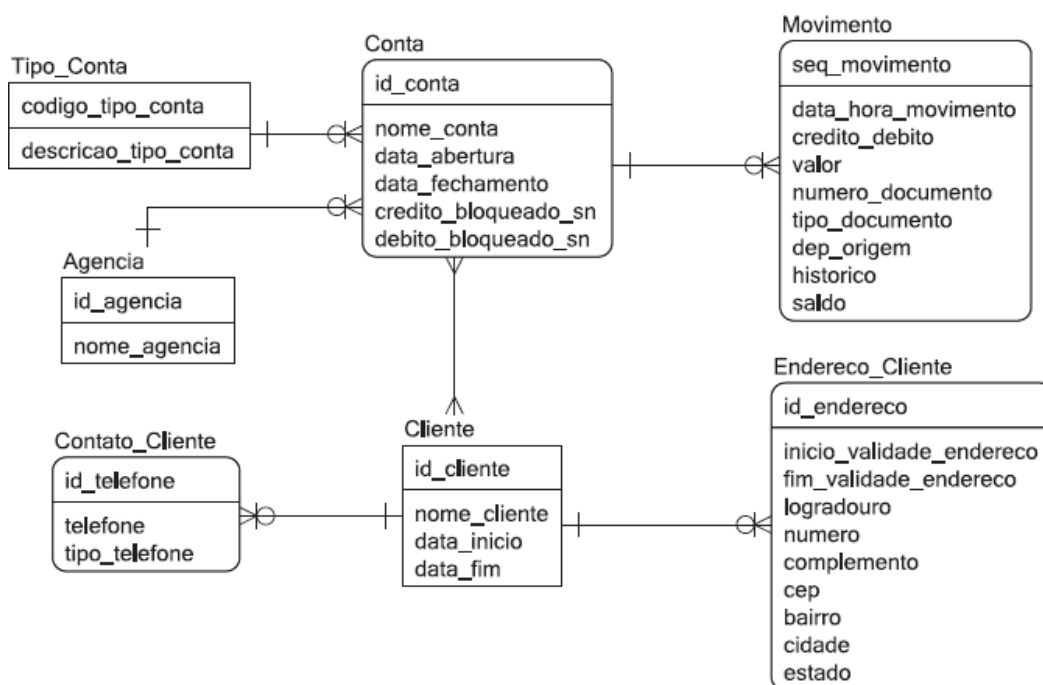 Tipo_Conta
codigo_tipo_conta
descricao_tipo_conta
Conta
id_conta
nome_conta
data_abertura
data_fechamento
credito_bloqueado_sn
debito_bloqueado_sn
Movimento
seq_movimento
data_hora_movimento
credito_debito
valor
numero_documento
tipo_documento
dep_origem
historico
saldo
Agencia
id_agencia
nome_agencia
Contato_Cliente
id_telefone
telefone
tipo_telefone
Cliente
id_cliente
nome_cliente
data_inicio
data_fim
Endereco_Cliente
id_endereco
inicio_validade_endereco
fim_validade_endereco
logradouro
numero
complemento
cep
bairro
cidade
estado